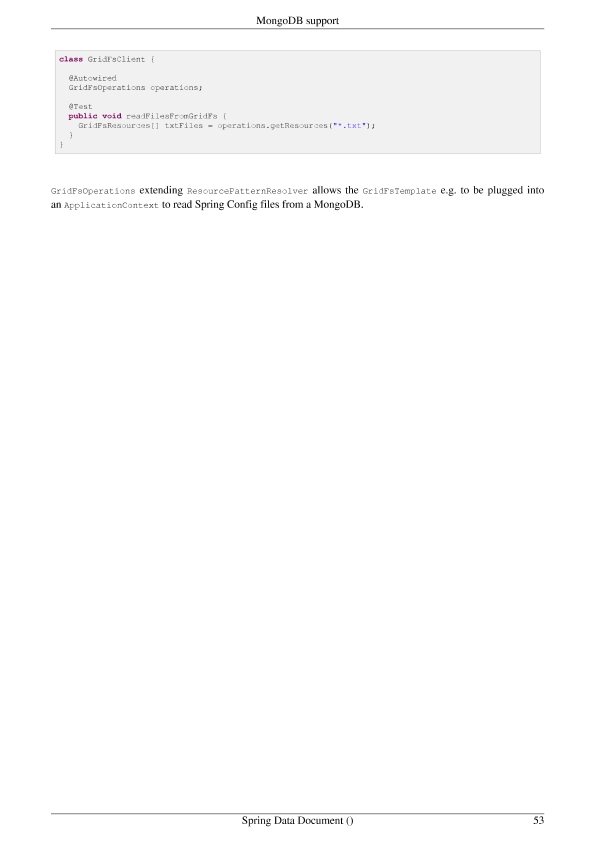 MongoDB support
class GridFsClient {
@Autowired
GridFsOperations operations;
@Test
public void readFilesFromGridFs {
GridFsResources[] txtFiles = operations.getResources("*.txt");
}
}
GridFsOperations extending ResourcePatternResolver allows the GridFsTemplate e.g. to be plugged into
an ApplicationContext to read Spring Config files from a MongoDB.
Spring Data Document () 53